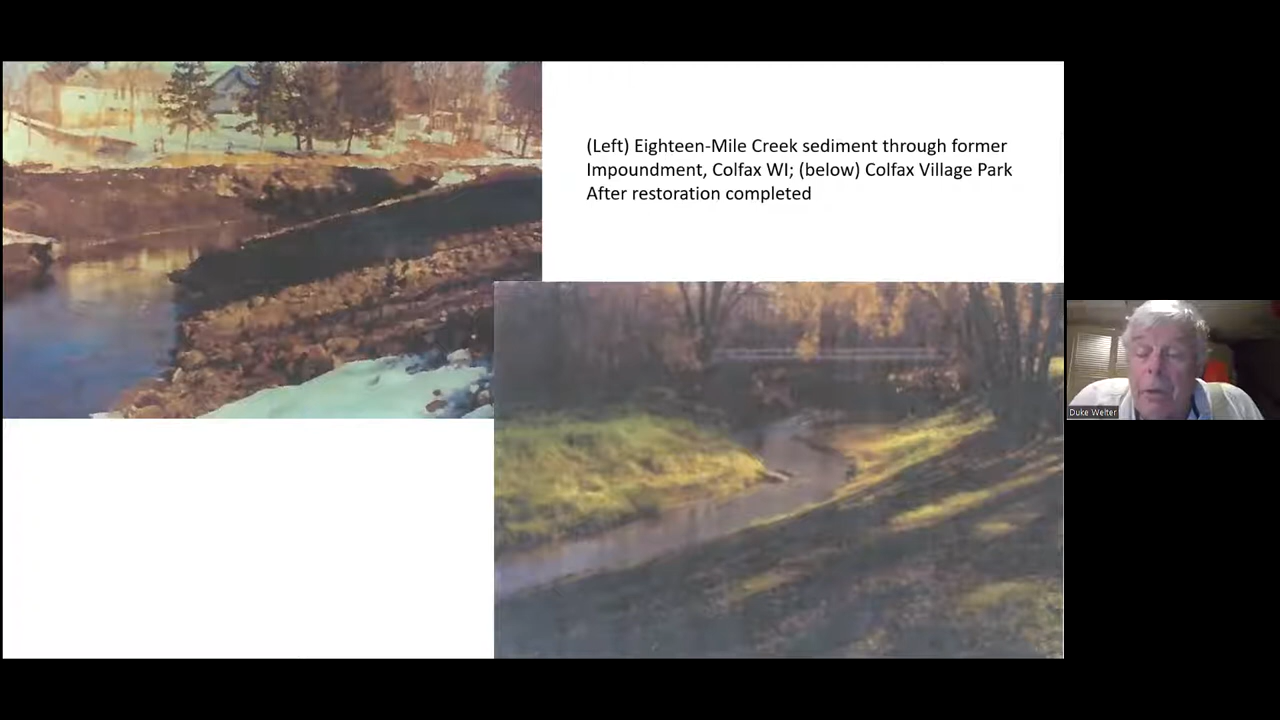 (Left) Eighteen-Mile Creek sediment through former
Impoundment, Colfax WI; (below) Colfax Village Park
After restoration completed
Duke Welter